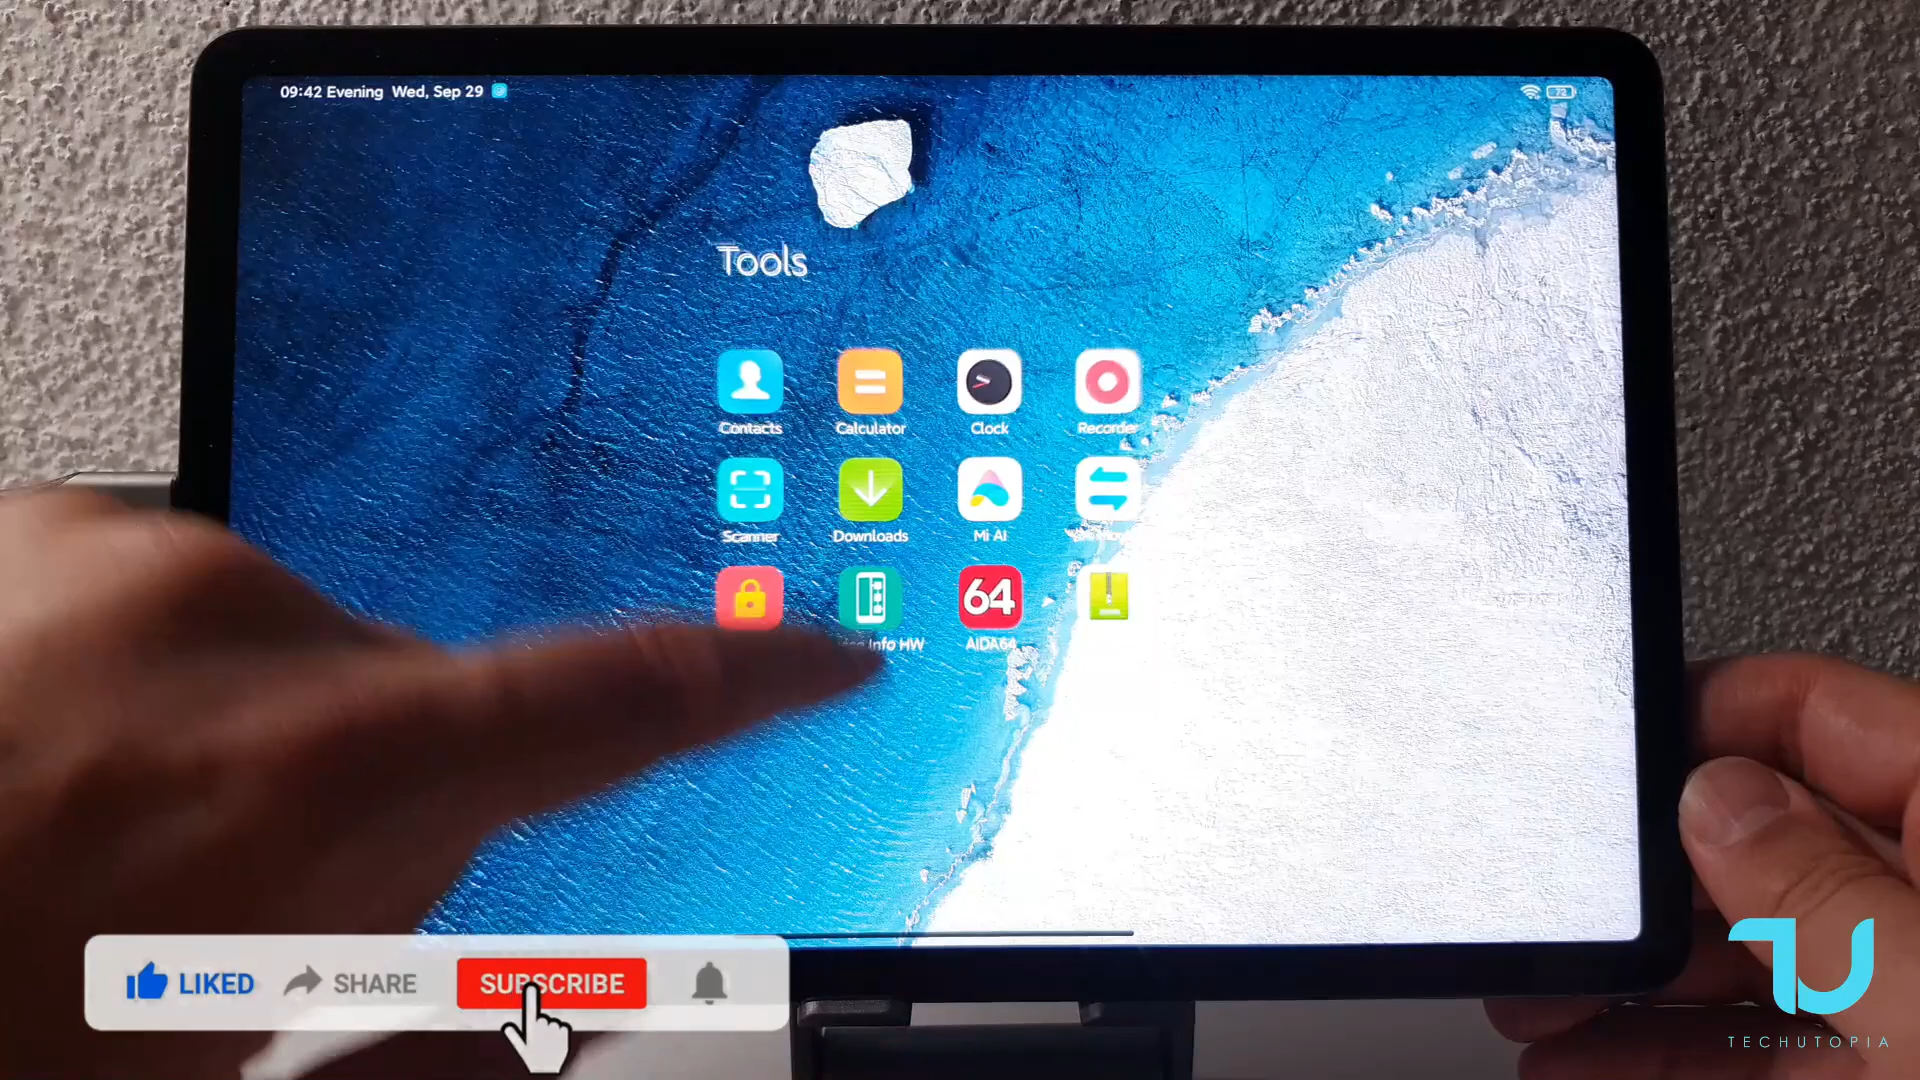 09:42 Evening Wed, Sep 29
72
Tools
Contacts
Calculator
Clock
Recorder
Scanner
Downloads
Mi AI
64
Info HW
AIDA64
LIKED
SHARE
SUBSCRIBE
TECHUTOPIA